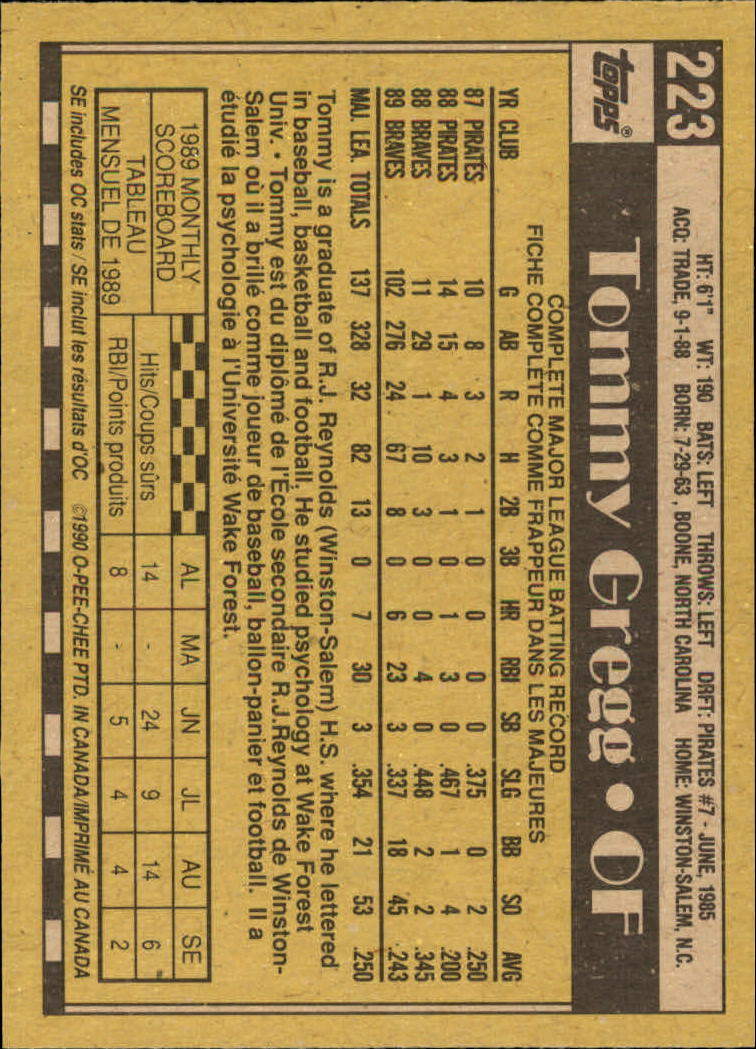 223
topps®
Tommy Gregg • OF
HT: 6'1" WT: 190 BATS: LEFT THROWS: LEFT DRFT: PIRATES #7 - JUNE, 1985
ACQ: TRADE, 9-1-88 BORN: 7-29-63 , BOONE, NORTH CAROLINA HOME: WINSTON-SALEM, N.C.
COMPLETE MAJOR LEAGUE BATTING RECORD
FICHE COMPLÈTE COMME FRAPPEUR DANS LES MAJEURES
YR CLUB G AB R H 2B 3B HR RBI SB SLG BB SO AVG
87 PIRATES 10 8 3 2 1 0 0 0 0 .375 0 2 .250
88 PIRATES 14 15 4 3 1 0 1 3 0 .467 1 4 .200
88 BRAVES 11 29 1 10 3 0 0 4 0 .448 2 2 .345
89 BRAVES 102 276 24 67 8 0 6 23 3 .337 18 45 .243
MAJ. LEA. TOTALS 137 328 32 82 13 0 7 30 3 .354 21 53 .250
Tommy is a graduate of R.J. Reynolds (Winston-Salem) H.S. where he lettered
in baseball, basketball and football. He studied psychology at Wake Forest
Univ. • Tommy est du diplômé de l'École secondaire R.J.Reynolds de Winston-
Salem où il a brillé comme joueur de baseball, ballon-panier et football. Il a
étudié la psychologie à l'Université Wake Forest.
1989 MONTHLY
SCOREBOARD
TABLEAU
MENSUEL DE 1989
AL MA JN JL AU SE
Hits/Coups sûrs 14 - 24 9 14 6
RBI/Points produits 8 - 5 4 4 2
SE includes OC stats / SE inclut les résultats d'OC ©1990 O-PEE-CHEE PTD. IN CANADA/IMPRIMÉ AU CANADA